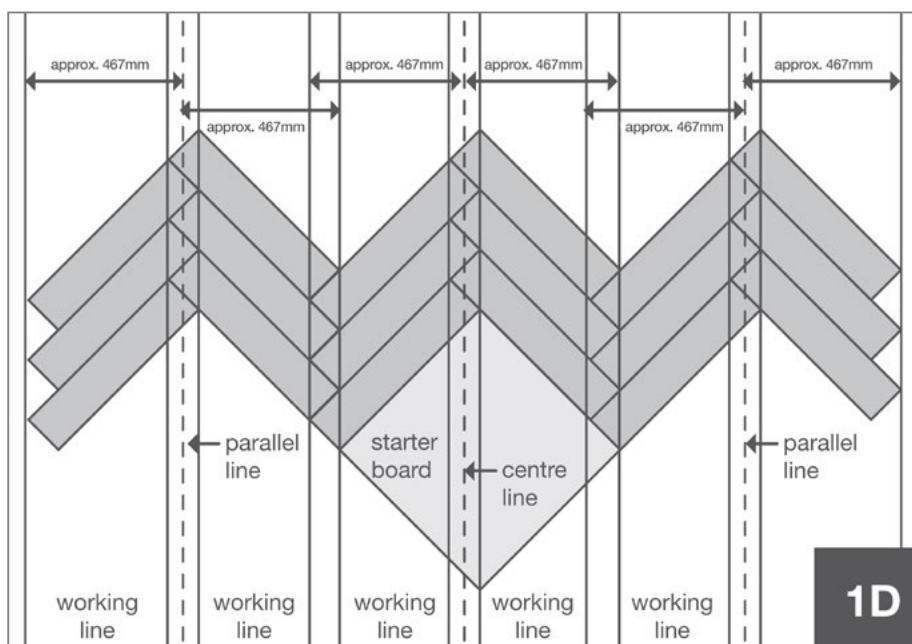 approx. 467mm
approx. 467mm
approx. 467mm
approx. 467mm
approx. 467mm
approx. 467mm
parallel
line
starter
board
centre
line
parallel
line
working
line
working
line
working
line
working
line
working
line
1D